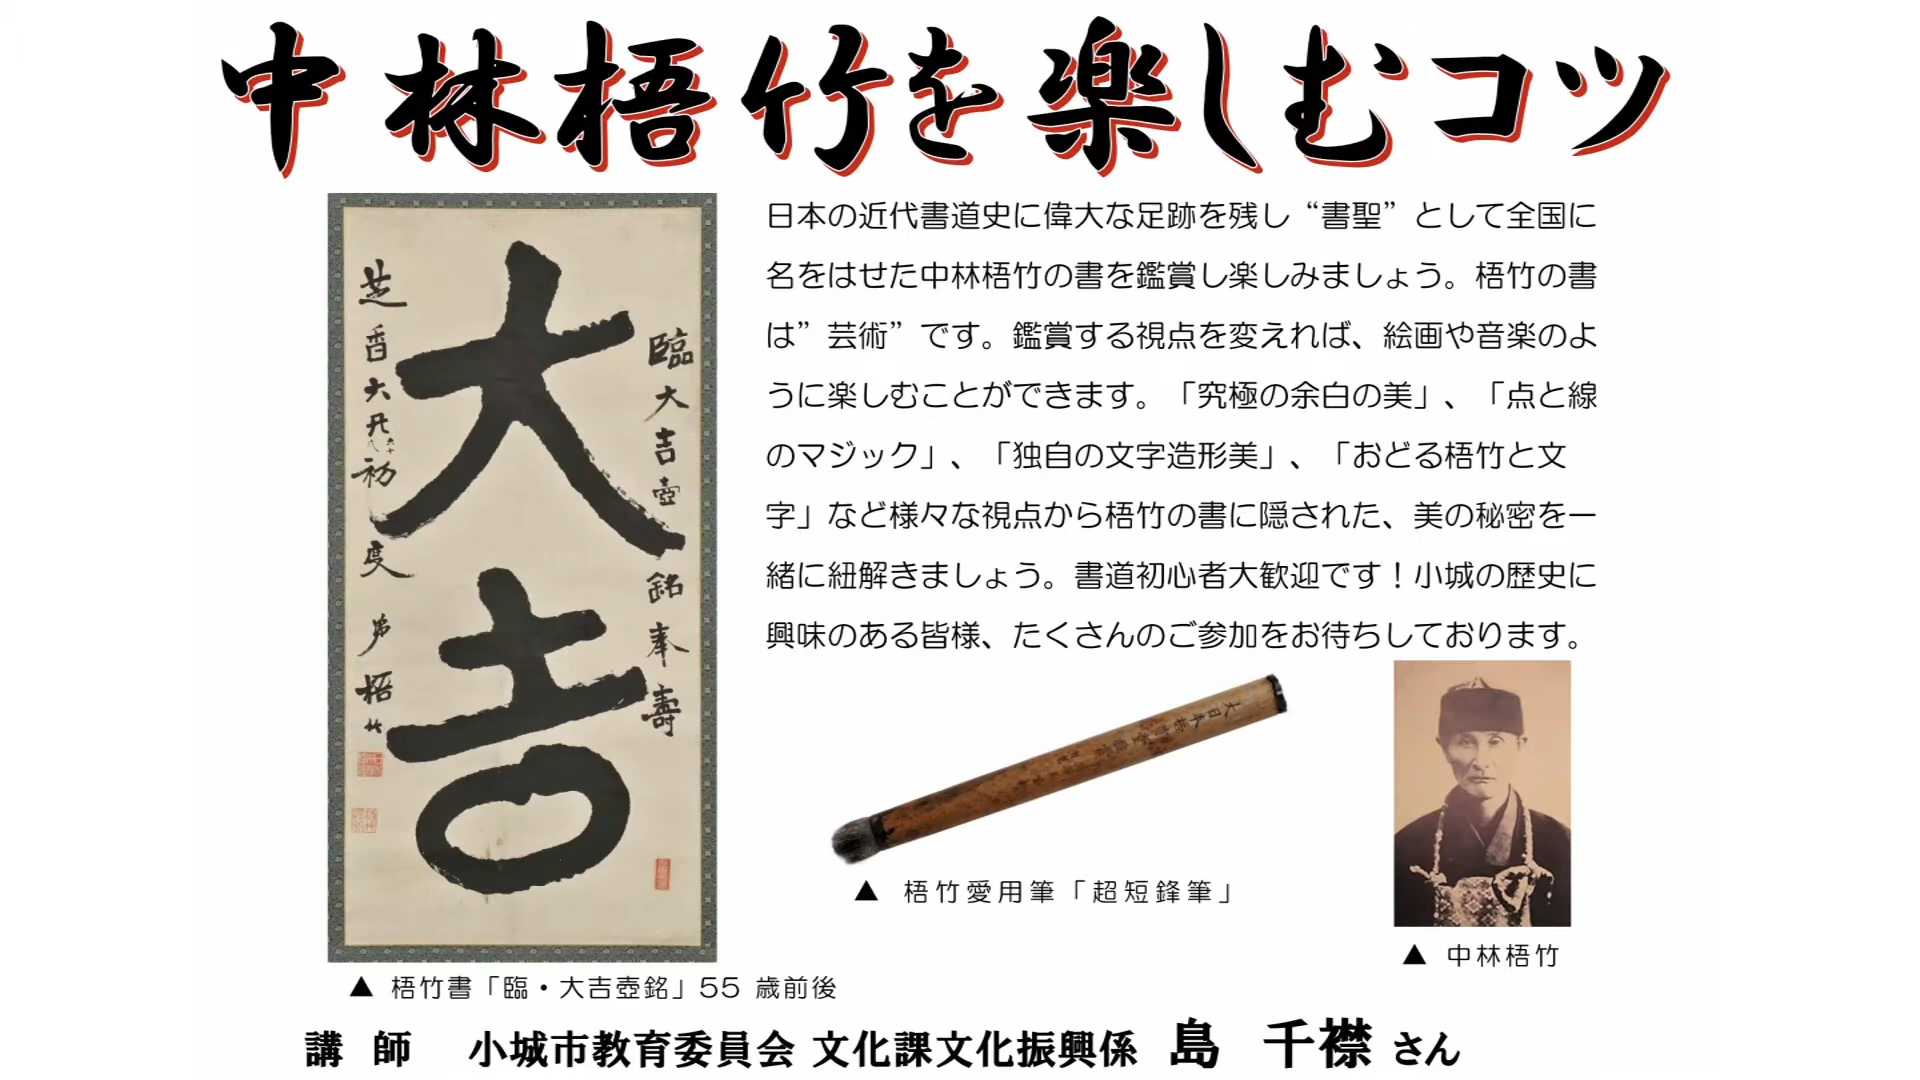 中林梧竹を楽しむコツ
日本の近代書道史に偉大な足跡を残し“書聖”として全国に
名をはせた中林梧竹の書を鑑賞し楽しみましょう。梧竹の書
は”芸術”です。鑑賞する視点を変えれば、絵画や音楽のよ
うに楽しむことができます。「究極の余白の美」、「点と線
のマジック」、「独自の文字造形美」、「おどる梧竹と文
字」など様々な視点から梧竹の書に隠された、美の秘密を一
緒に紐解きましょう。書道初心者大歓迎です！小城の歴史に
興味のある皆様、たくさんのご参加をお待ちしております。
臨大吉壺銘奉壽
大吉
芝香大兄初度 弟梧竹
▲ 梧竹愛用筆「超短鋒筆」
▲ 中林梧竹
▲ 梧竹書「臨・大吉壺銘」55 歳前後
講 師 小城市教育委員会 文化課文化振興係 島 千襟 さん